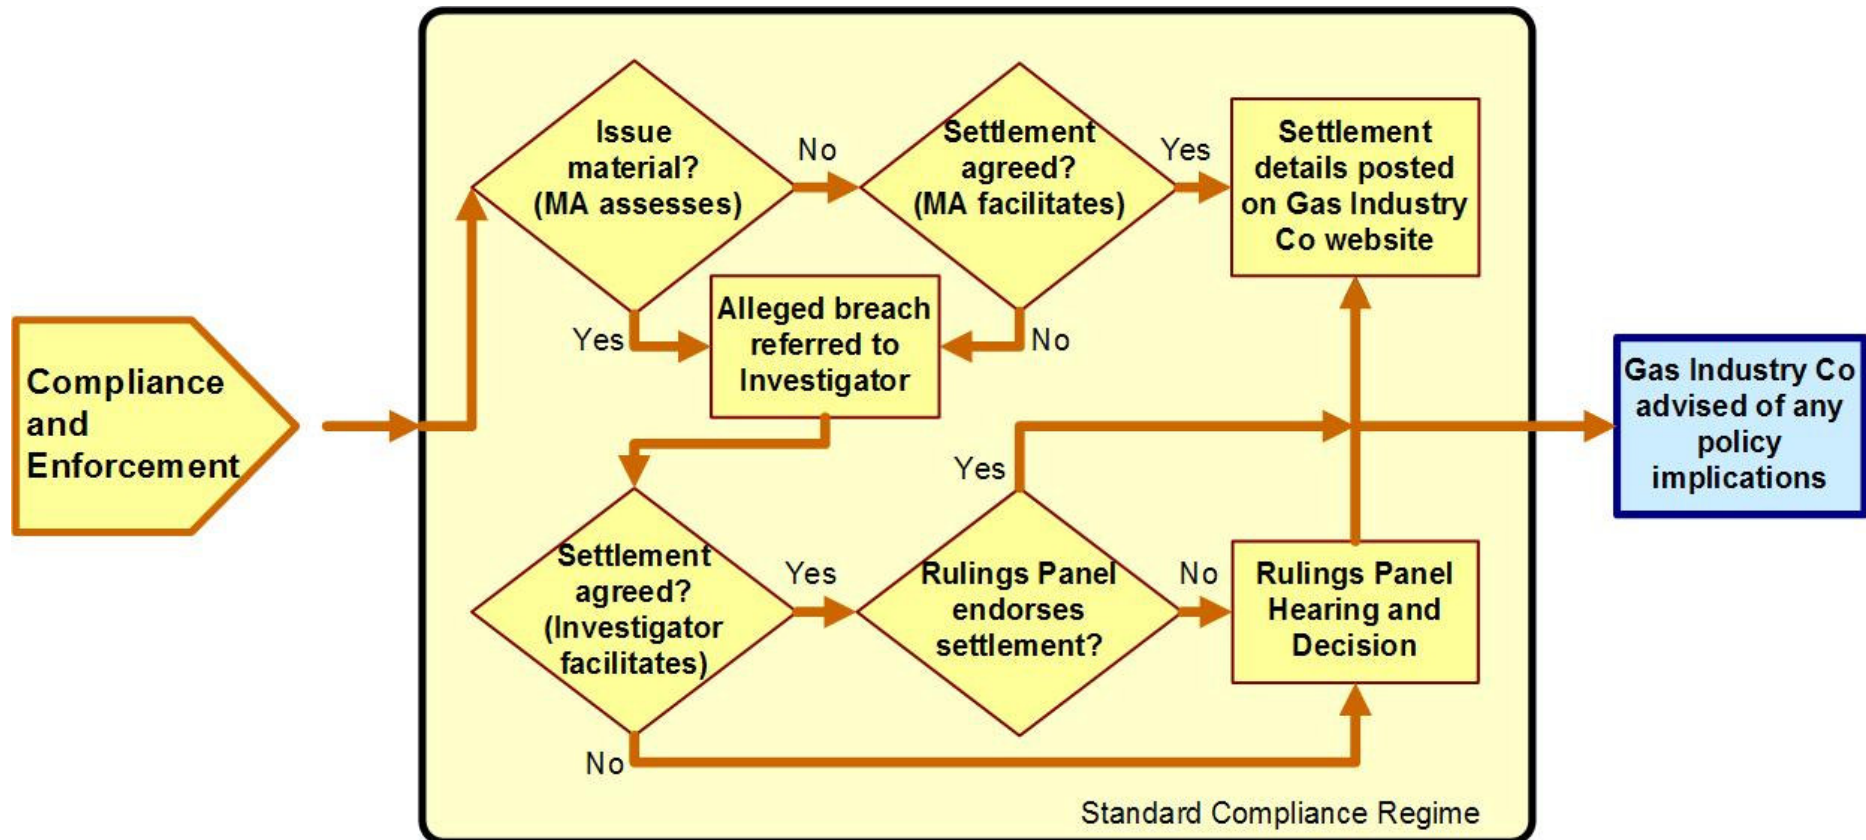 Compliance
and
Enforcement
Issue
material?
(MA assesses)
No
Yes
Settlement
agreed?
(MA facilitates)
Yes
No
Settlement
details posted
on Gas Industry
Co website
Alleged breach
referred to
Investigator
Settlement
agreed?
(Investigator
facilitates)
Yes
No
Rulings Panel
endorses
settlement?
Yes
No
Rulings Panel
Hearing and
Decision
Gas Industry Co
advised of any
policy
implications
Standard Compliance Regime